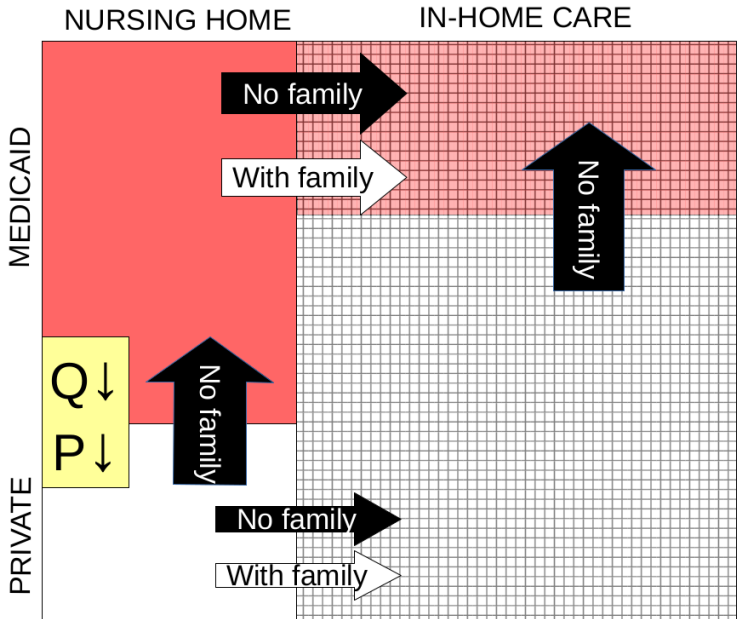 NURSING HOME
IN-HOME CARE
MEDICAID
No family
With family
No family
Q↓
P↓
No family
PRIVATE
No family
With family